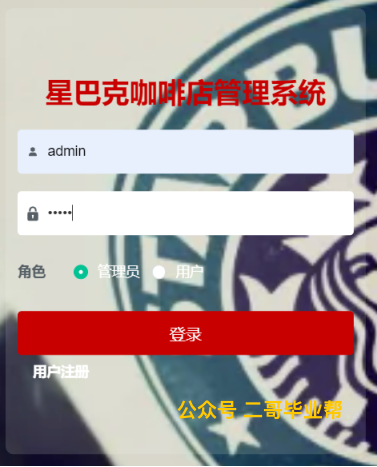 星巴克咖啡店管理系统
admin
•••••
角色 管理员 用户
登录
用户注册
公众号 二哥毕业帮